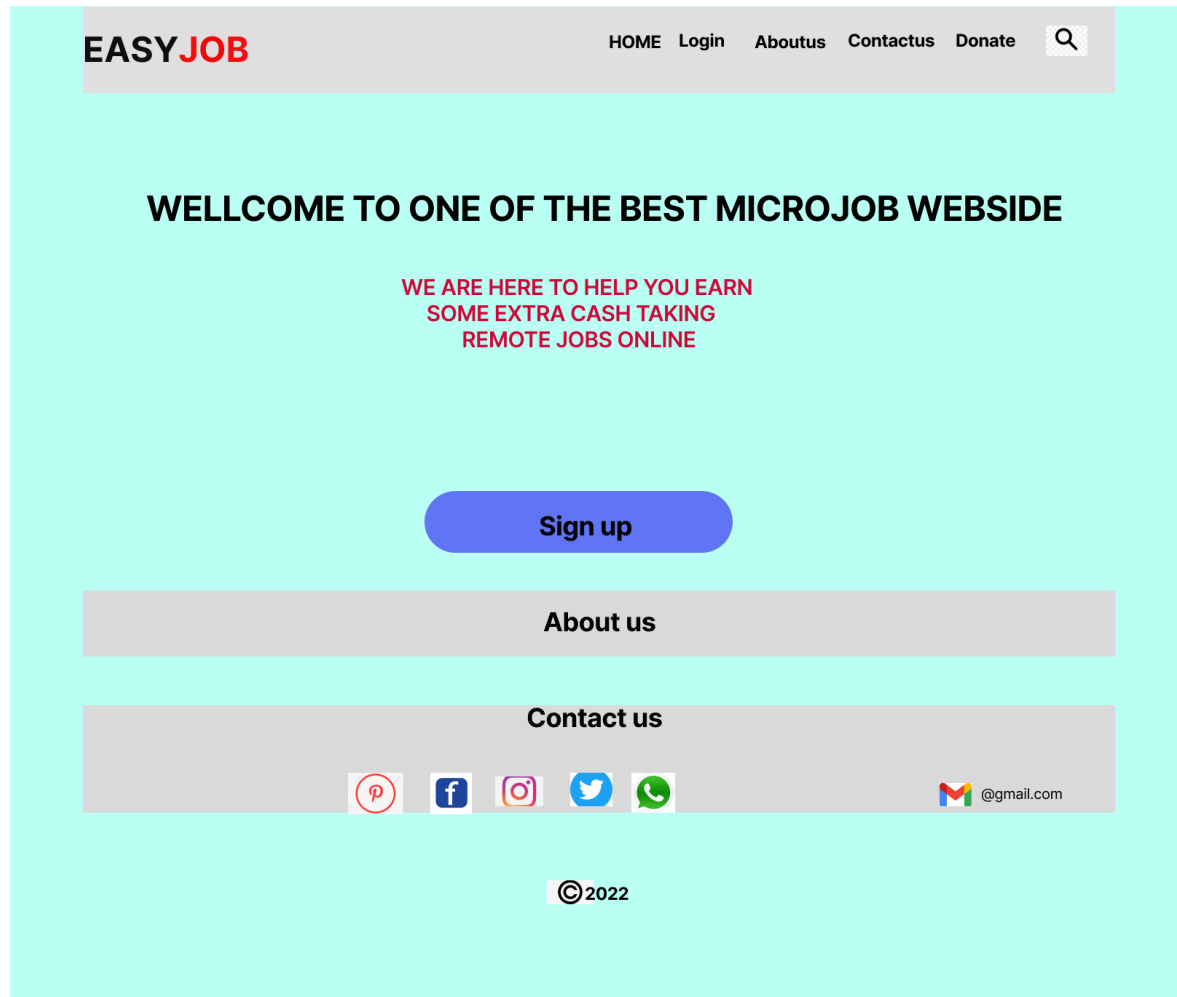 EASYJOB
HOME Login Aboutus Contactus Donate
WELLCOME TO ONE OF THE BEST MICROJOB WEBSIDE
WE ARE HERE TO HELP YOU EARN
SOME EXTRA CASH TAKING
REMOTE JOBS ONLINE
Sign up
About us
Contact us
@gmail.com
©2022